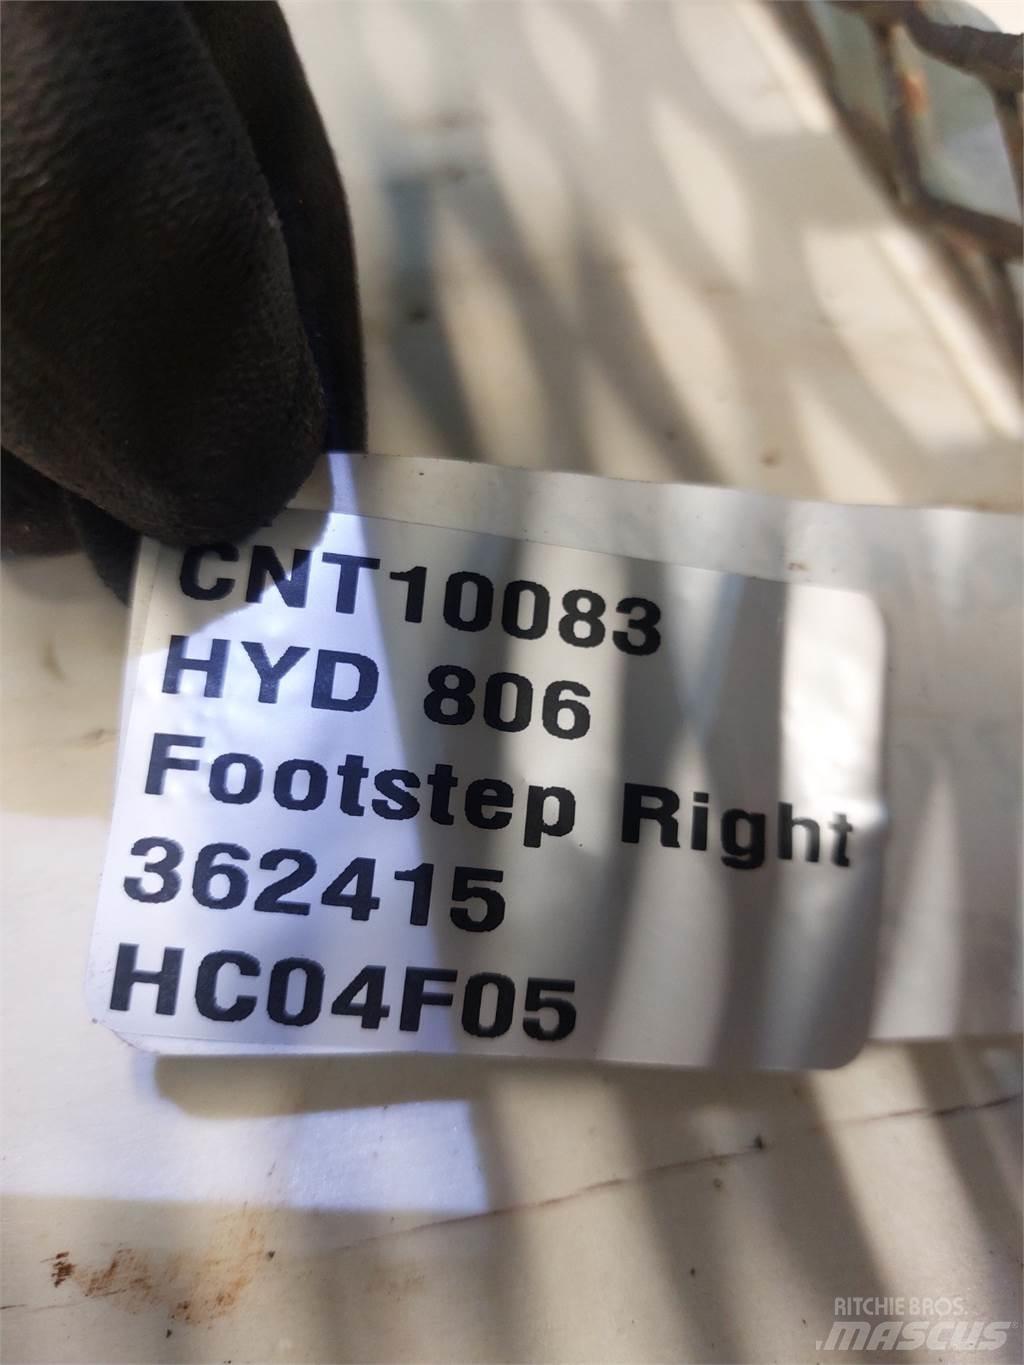 CNT10083
HYD 806
Footstep Right
362415
HC04F05
RITCHIE BROS.
MASCUS